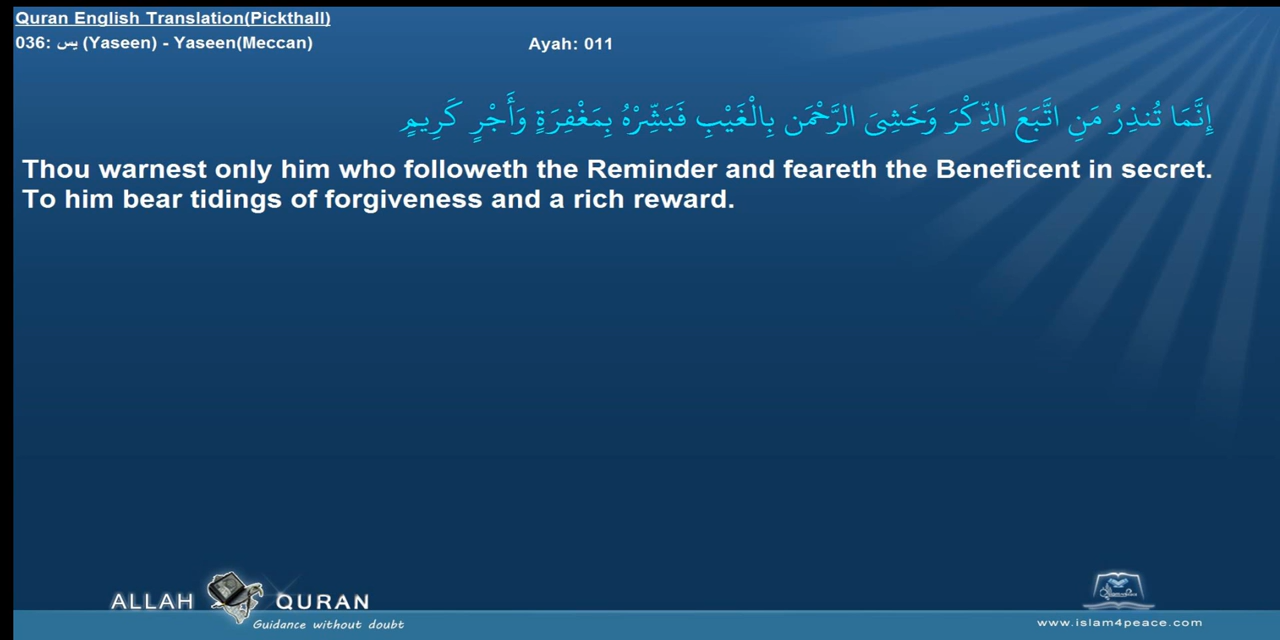 Quran English Translation(Pickthall)
036: يس (Yaseen) - Yaseen(Meccan)
Ayah: 011
إِنَّمَا تُنذِرُ مَنِ اتَّبَعَ الذِّكْرَ وَخَشِىَ الرَّحْمَن بِالْغَيْبِ فَبَشِّرْهُ بِمَغْفِرَةٍ وَأَجْرٍ كَرِيمٍ
Thou warnest only him who followeth the Reminder and feareth the Beneficent in secret.
To him bear tidings of forgiveness and a rich reward.
ALLAH QURAN
Guidance without doubt
www.islam4peace.com